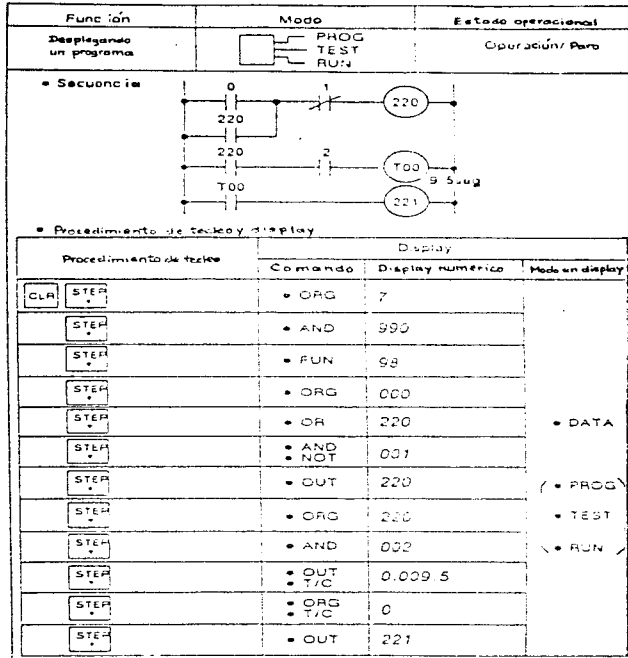 Función Modo Estado operacional
Desplegando un programa
PROG
TEST
RUN
Operación/Paro
• Secuencia
0 1 220
220
220 2 T00
9.5 seg
T00 221
• Procedimiento de tecleo y display
Procedimiento de tecleo Display
Comando Display numérico Modo en display
CLR STEP • ORG 7
STEP • AND 990
STEP • FUN 98
STEP • ORG 000
STEP • OR 220 • DATA
STEP • AND • NOT 001
STEP • OUT 220 ( • PROG )
STEP • ORG 220 • TEST
STEP • AND 002 ( • RUN )
STEP • OUT • T/C 0.009.5
STEP • ORG • T/C 0
STEP • OUT 221